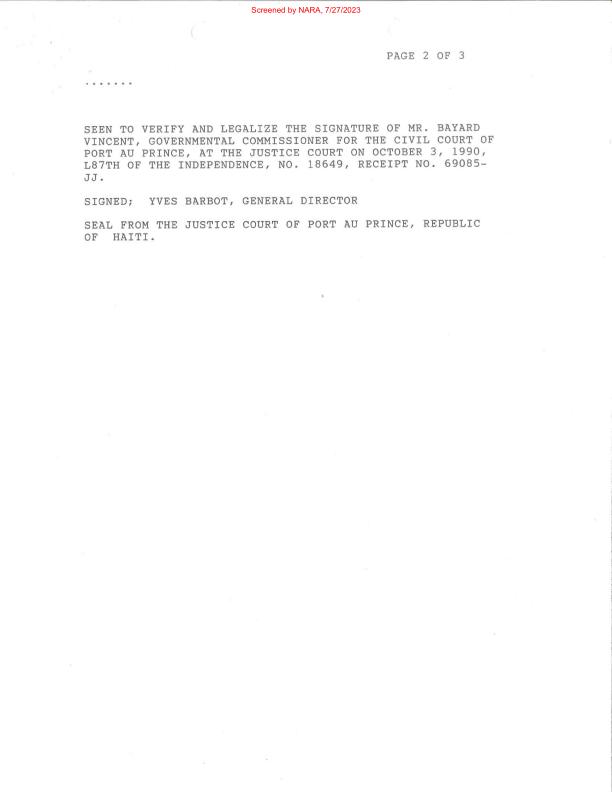 Screened by NARA, 7/27/2023
PAGE 2 OF 3
.......
SEEN TO VERIFY AND LEGALIZE THE SIGNATURE OF MR. BAYARD
VINCENT, GOVERNMENTAL COMMISSIONER FOR THE CIVIL COURT OF
PORT AU PRINCE, AT THE JUSTICE COURT ON OCTOBER 3, 1990,
L87TH OF THE INDEPENDENCE, NO. 18649, RECEIPT NO. 69085-
JJ.
SIGNED;  YVES BARBOT, GENERAL DIRECTOR
SEAL FROM THE JUSTICE COURT OF PORT AU PRINCE, REPUBLIC
OF  HAITI.